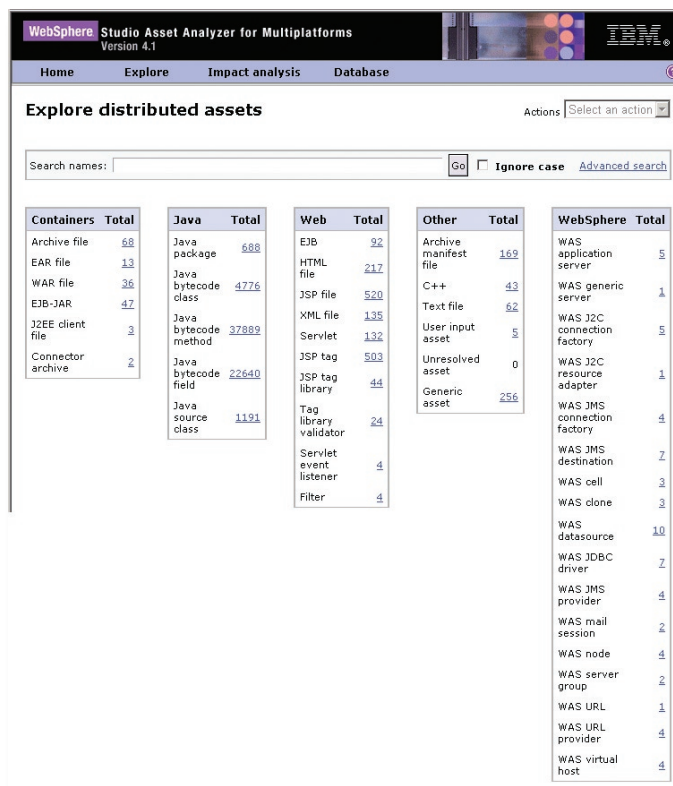 WebSphere Studio Asset Analyzer for Multiplatforms
Version 4.1
IBM®
Home Explore Impact analysis Database
Explore distributed assets
Actions Select an action
Search names: Go Ignore case Advanced search
Containers Total
Archive file 68
EAR file 13
WAR file 36
EJB-JAR 47
J2EE client
file 3
Connector
archive 2
Java Total
Java
package 688
Java
bytecode 4776
class
Java
bytecode 37889
method
Java
bytecode 22640
field
Java
source 1191
class
Web Total
EJB 92
HTML
file 217
JSP file 520
XML file 135
Servlet 132
JSP tag 503
JSP tag
library 44
Tag
library 24
validator
Servlet
event 4
listener
Filter 4
Other Total
Archive
manifest 169
file
C++ 43
Text file 62
User input
asset 5
Unresolved
asset 0
Generic
asset 256
WebSphere Total
WAS
application 5
server
WAS generic
server 1
WAS J2C
connection 5
factory
WAS J2C
resource 1
adapter
WAS JMS
connection 4
factory
WAS JMS
destination 7
WAS cell 3
WAS clone 3
WAS
datasource 10
WAS JDBC
driver 7
WAS JMS
provider 4
WAS mail
session 2
WAS node 4
WAS server
group 2
WAS URL 1
WAS URL
provider 4
WAS virtual
host 4